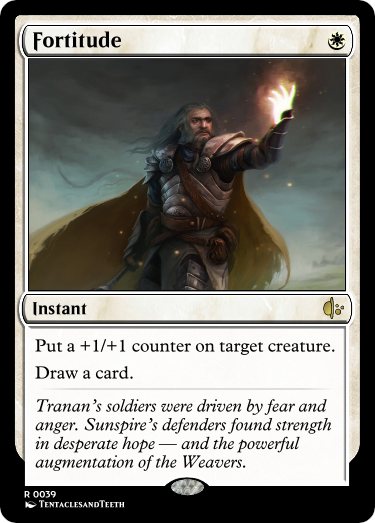 Fortitude
Instant
Put a +1/+1 counter on target creature.
Draw a card.
Tranan's soldiers were driven by fear and
anger. Sunspire's defenders found strength
in desperate hope — and the powerful
augmentation of the Weavers.
R 0039
TentaclesandTeeth